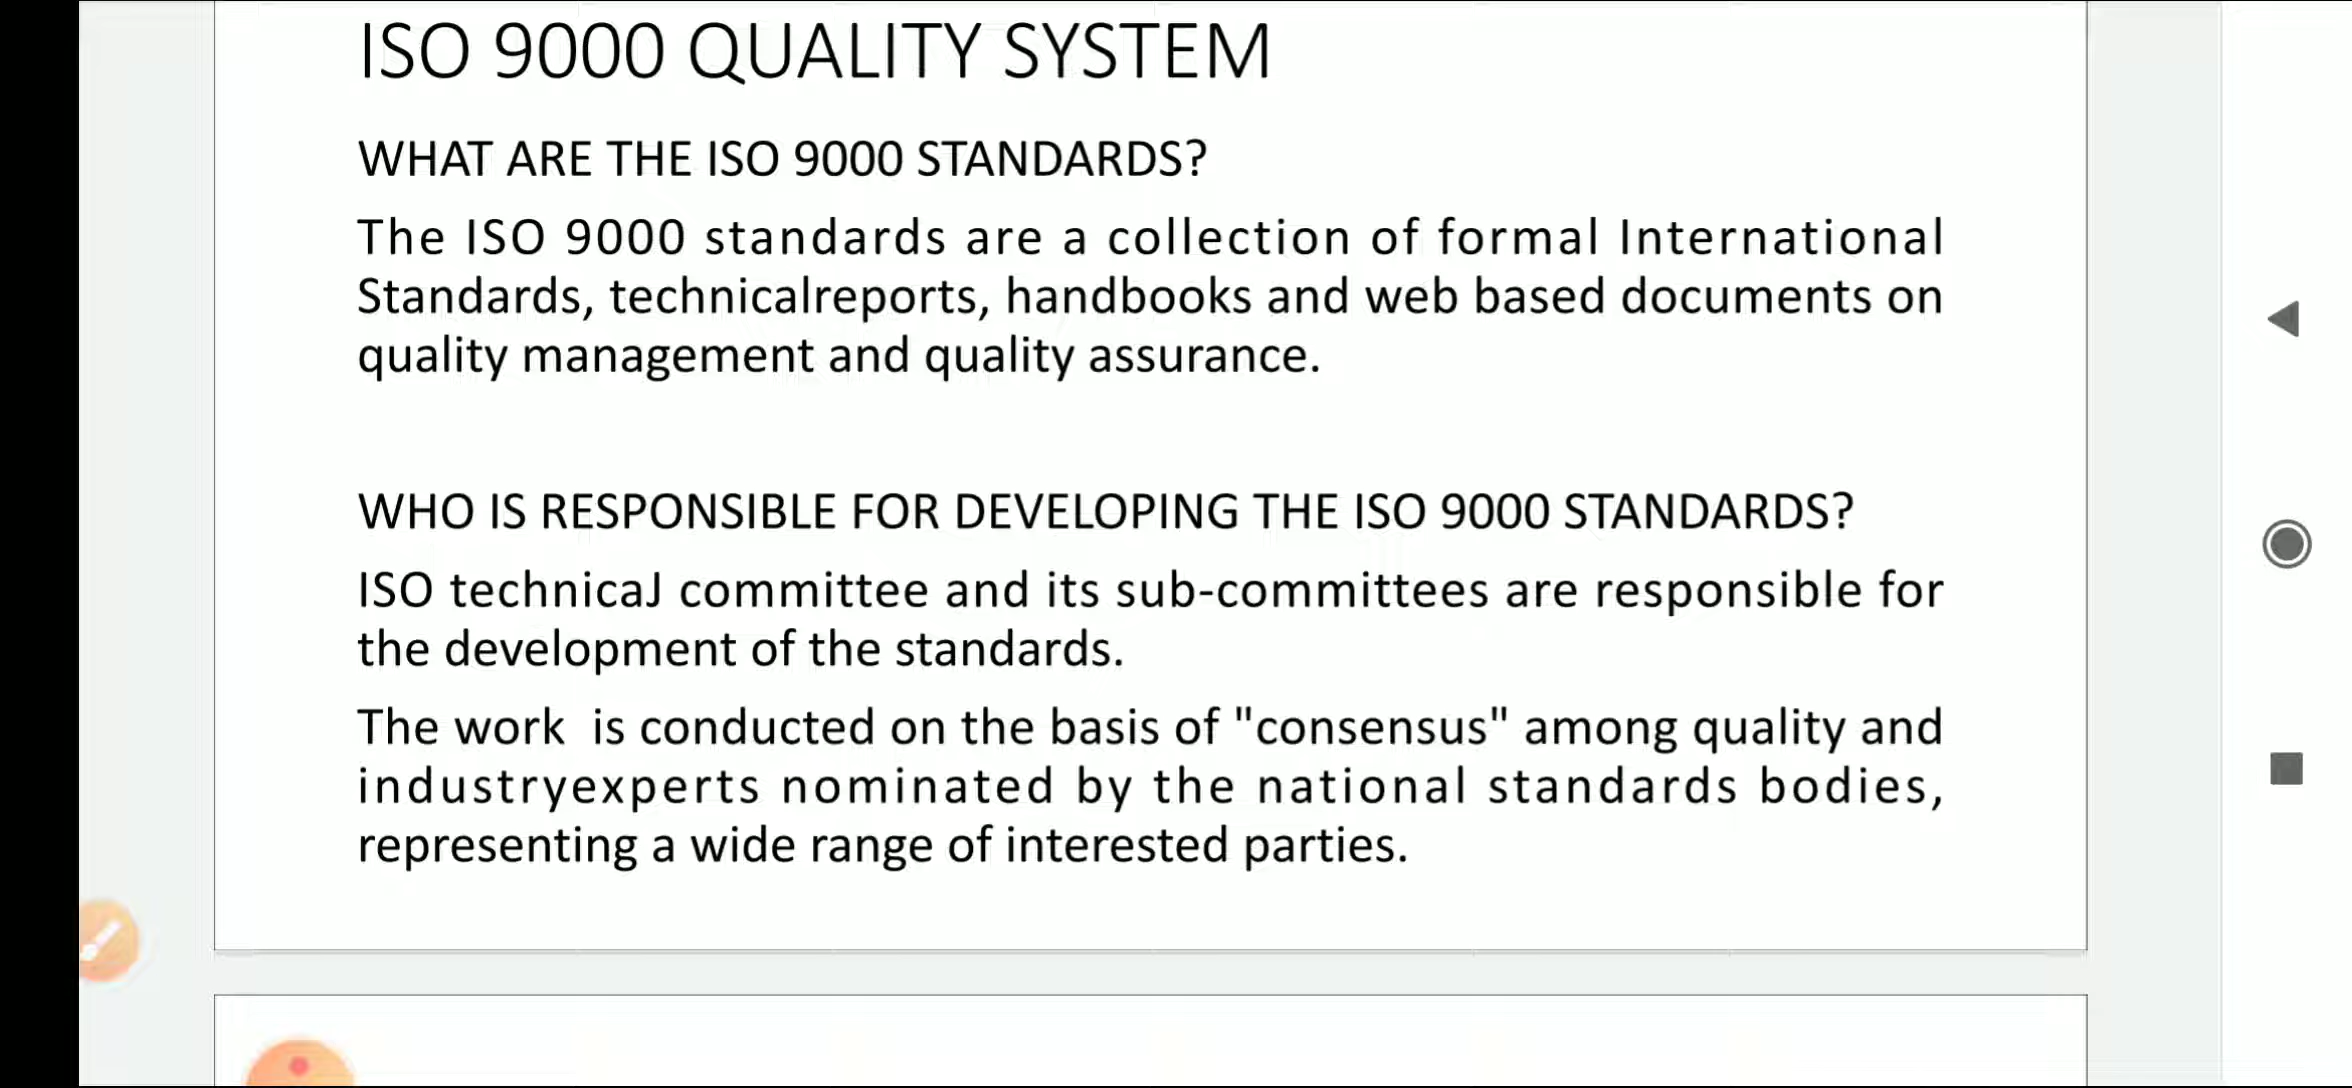 ISO 9000 QUALITY SYSTEM
WHAT ARE THE ISO 9000 STANDARDS?
The ISO 9000 standards are a collection of formal International
Standards, technicalreports, handbooks and web based documents on
quality management and quality assurance.
WHO IS RESPONSIBLE FOR DEVELOPING THE ISO 9000 STANDARDS?
ISO technicaJ committee and its sub-committees are responsible for
the development of the standards.
The work  is conducted on the basis of "consensus" among quality and
industryexperts nominated by the national standards bodies,
representing a wide range of interested parties.